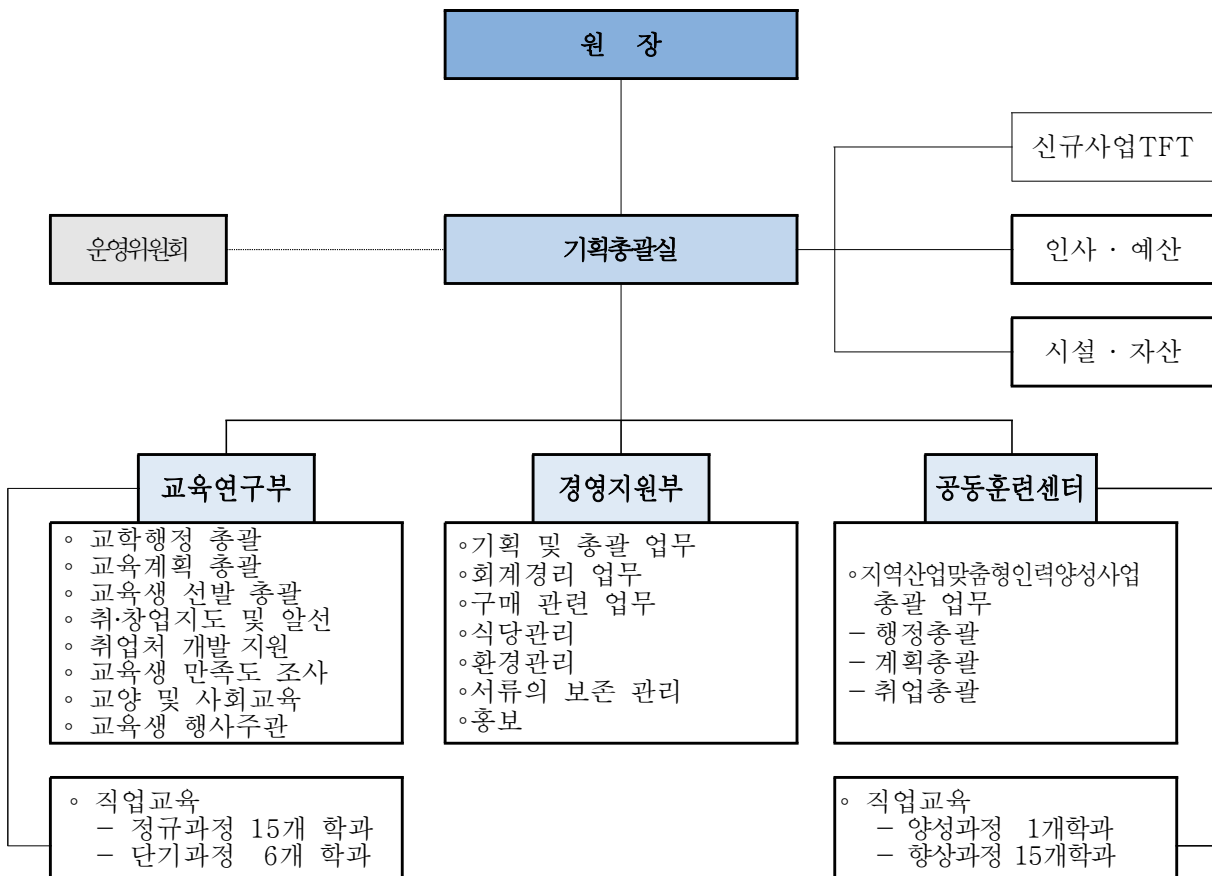 원 장
신규사업TFT
운영위원회
기획총괄실
인사 · 예산
시설 · 자산
교육연구부
◦ 교학행정 총괄
◦ 교육계획 총괄
◦ 교육생 선발 총괄
◦ 취·창업지도 및 알선
◦ 취업처 개발 지원
◦ 교육생 만족도 조사
◦ 교양 및 사회교육
◦ 교육생 행사주관
◦ 직업교육
- 정규과정 15개 학과
- 단기과정 6개 학과
경영지원부
◦기획 및 총괄 업무
◦회계경리 업무
◦구매 관련 업무
◦식당관리
◦환경관리
◦서류의 보존 관리
◦홍보
공동훈련센터
◦지역산업맞춤형인력양성사업
총괄 업무
- 행정총괄
- 계획총괄
- 취업총괄
◦ 직업교육
- 양성과정 1개학과
- 향상과정 15개학과